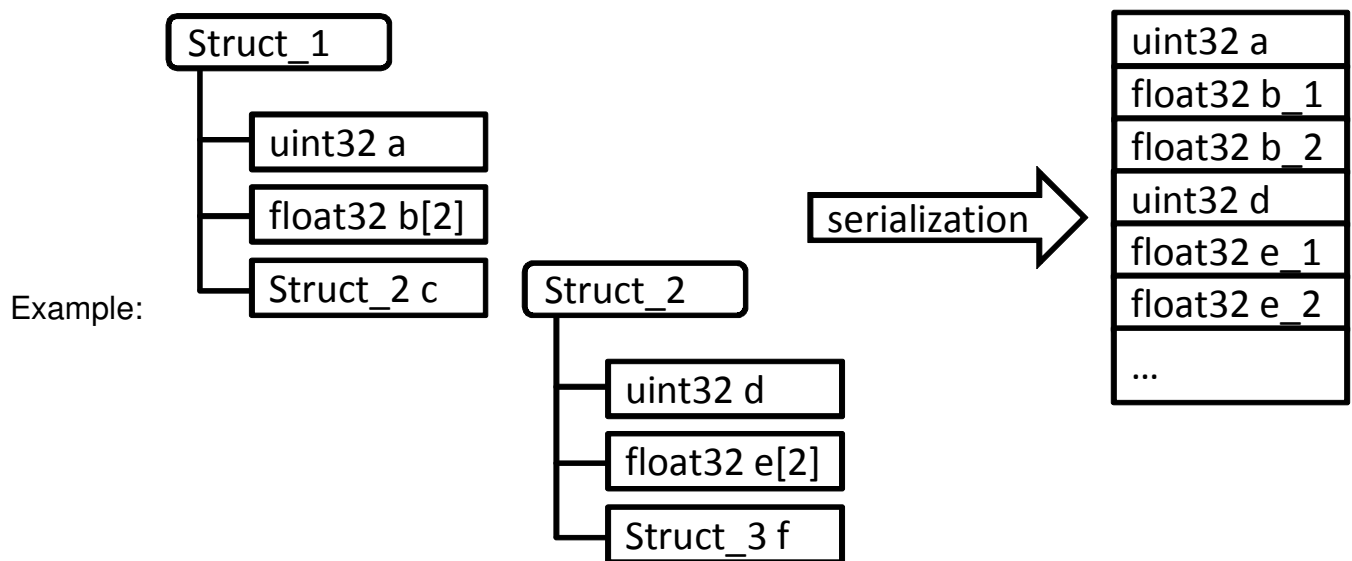 Example:
Struct_1
uint32 a
float32 b[2]
Struct_2 c
Struct_2
uint32 d
float32 e[2]
Struct_3 f
serialization
uint32 a
float32 b_1
float32 b_2
uint32 d
float32 e_1
float32 e_2
...